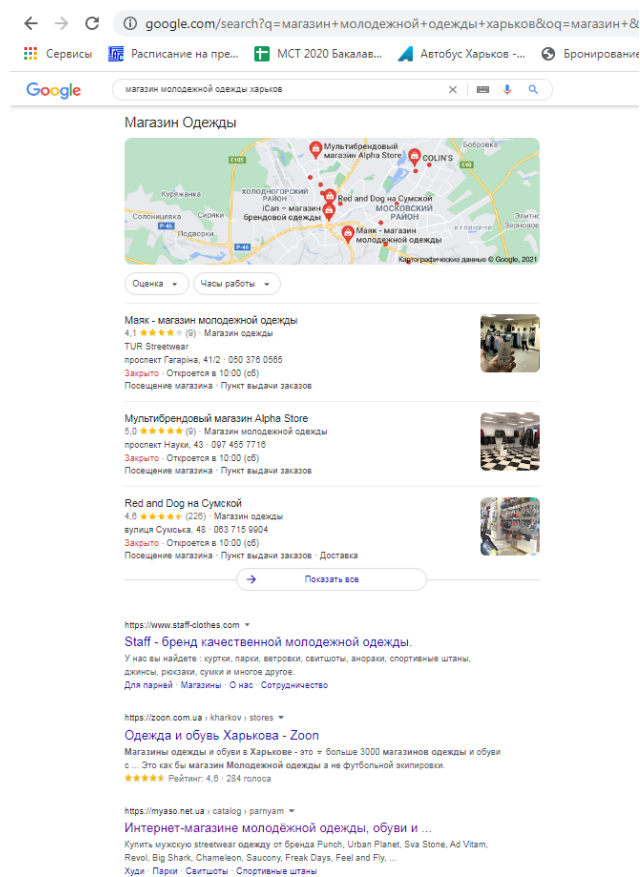 google.com/search?q=магазин+молодежной+одежды+харьков&oq=магазин+&
Сервисы Расписание на пре... МСТ 2020 Бакалав... Автобус Харьков -... Бронирование
Google магазин молодежной одежды харьков
Магазин Одежды
Мультибрендовый
магазин Alpha Store
COLIN'S
Бобровка
E105
E40
Куряжанка
ХОЛОДНОГОРСКИЙ
РАЙОН
Red and Dog на Сумской
iCan – магазин
брендовой одежды
МОСКОВСКИЙ
РАЙОН
Солоницевка
Сиряки
Элитно
Зерновое
КУЛИНИЧИ
P-46
Подворки
Маяк - магазин
молодежной одежды
P-46
Картографические данные © Google, 2021
Оценка Часы работы
Маяк - магазин молодежной одежды
4,1 (9) · Магазин одежды
TUR Streetwear
проспект Гагаріна, 41/2 · 050 376 0565
Закрыто · Откроется в 10:00 (сб)
Посещение магазина · Пункт выдачи заказов
Мультибрендовый магазин Alpha Store
5,0 (9) · Магазин молодежной одежды
проспект Науки, 43 · 097 455 7716
Закрыто · Откроется в 10:00 (сб)
Посещение магазина · Пункт выдачи заказов
Red and Dog на Сумской
4,6 (226) · Магазин одежды
вулиця Сумська, 48 · 063 715 9904
Закрыто · Откроется в 10:00 (сб)
Посещение магазина · Пункт выдачи заказов · Доставка
Показать все
https://www.staff-clothes.com
Staff - бренд качественной молодежной одежды.
У нас вы найдете : куртки, парки, ветровки, свитшоты, анораки, спортивные штаны,
джинсы, рюкзаки, сумки и многое другое.
Для парней · Магазины · О нас · Сотрудничество
https://zoon.com.ua › kharkov › stores
Одежда и обувь Харькова - Zoon
Магазины одежды и обуви в Харькове - это ⭐ больше 3000 магазинов одежды и обуви
с ... Это как бы магазин Молодежной одежды а не футбольной экипировки.
Рейтинг: 4,6 · 284 голоса
https://myaso.net.ua › catalog › parnyam
Интернет-магазине молодёжной одежды, обуви и ...
Купить мужскую streetwear одежду от бренда Punch, Urban Planet, Sva Stone, Ad Vitam,
Revol, Big Shark, Chameleon, Saucony, Freak Days, Feel and Fly, ...
Худи · Парки · Свитшоты · Спортивные штаны